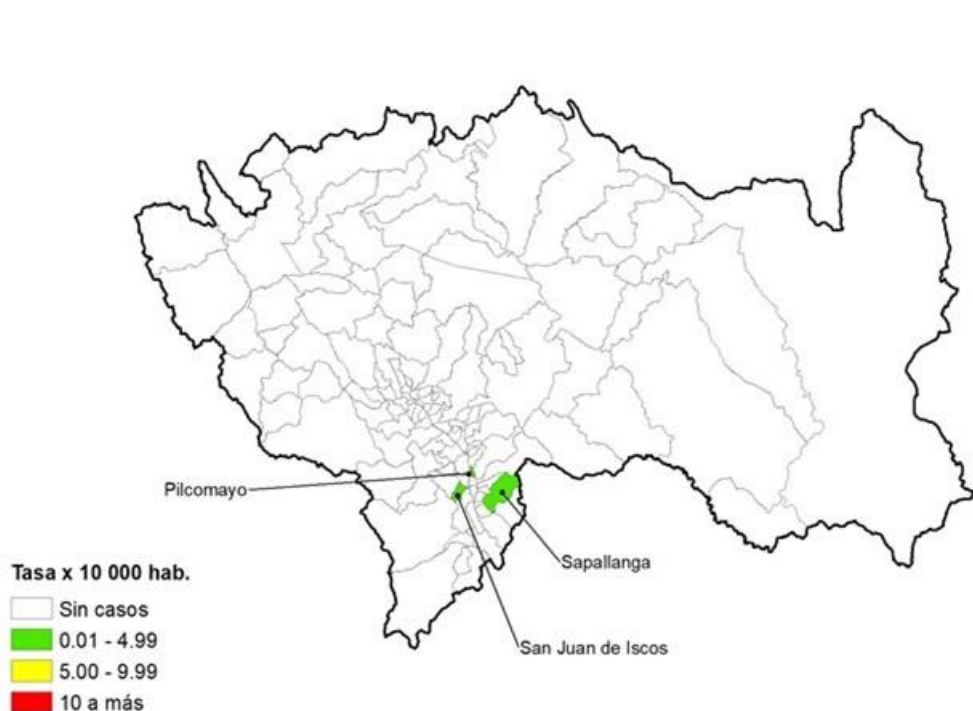 Pilcomayo
Sapallanga
San Juan de Iscos
Tasa x 10 000 hab.
Sin casos
0.01 - 4.99
5.00 - 9.99
10 a más